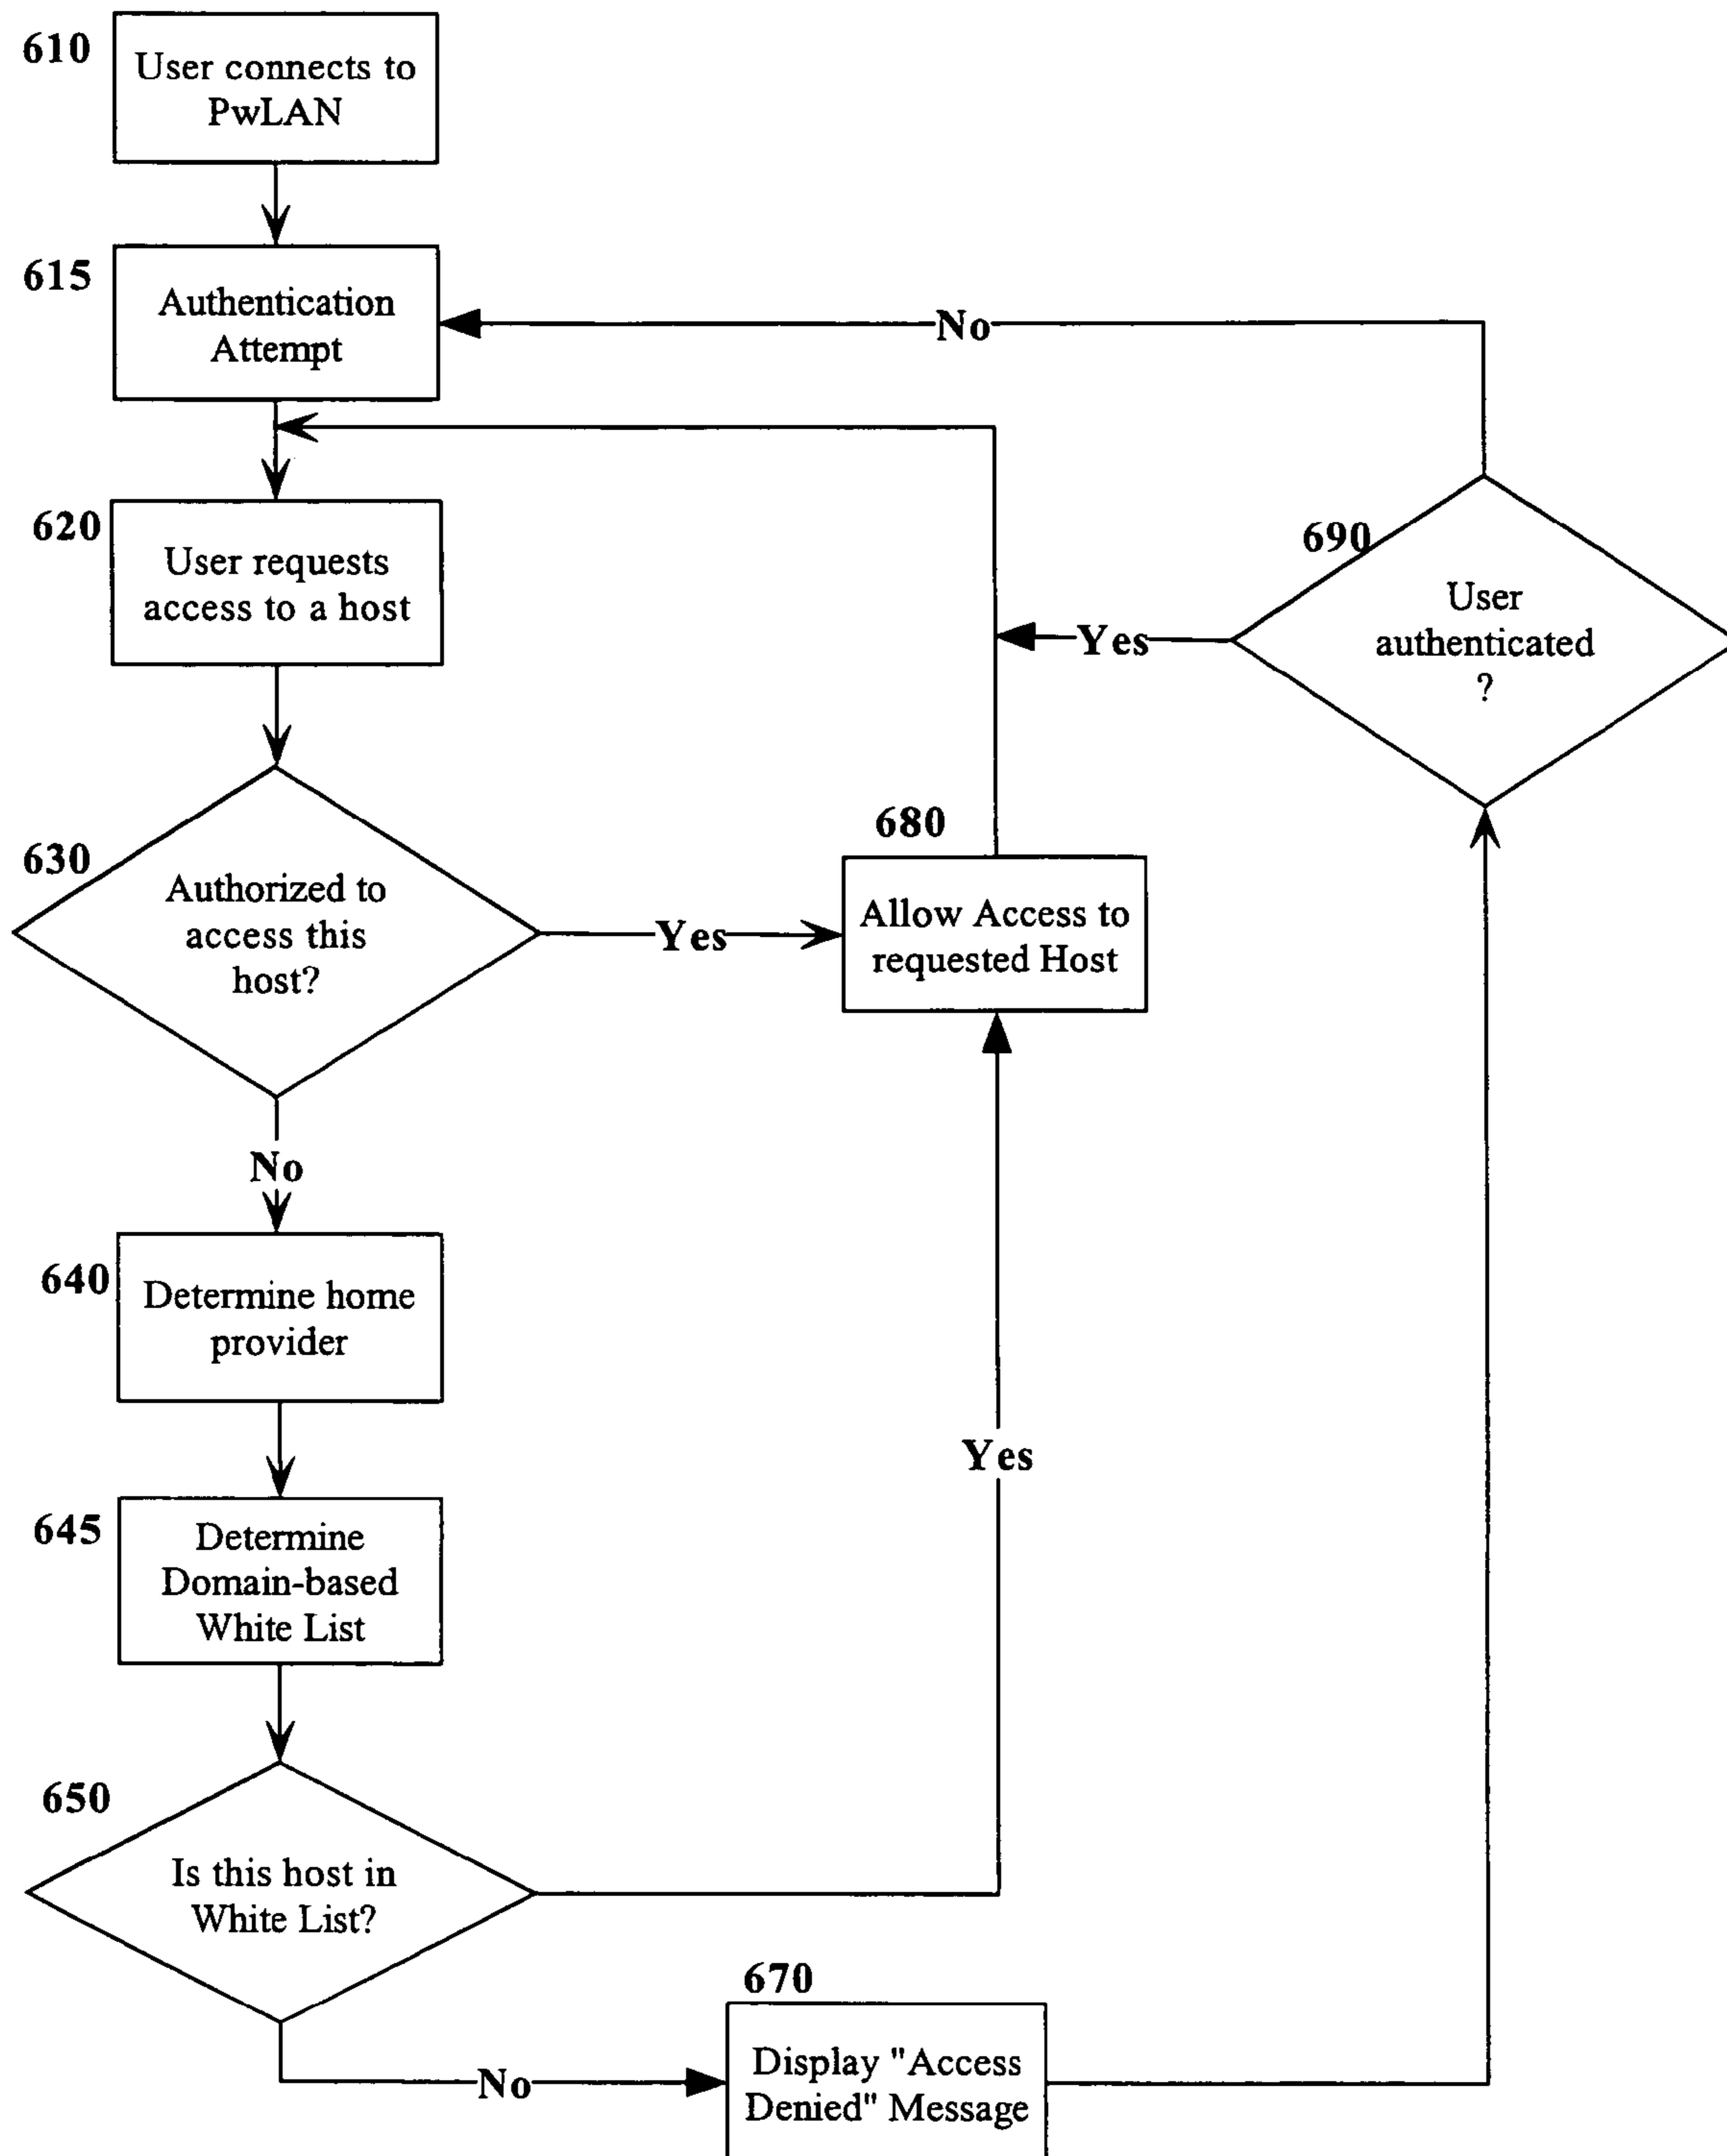 610
User connects to
PwLAN
615
Authentication
Attempt
No
620
User requests
access to a host
690
User
authenticated
?
Yes
630
Authorized to
access this
host?
Yes
680
Allow Access to
requested Host
No
640
Determine home
provider
Yes
645
Determine
Domain-based
White List
650
Is this host in
White List?
670
Display "Access
Denied" Message
No